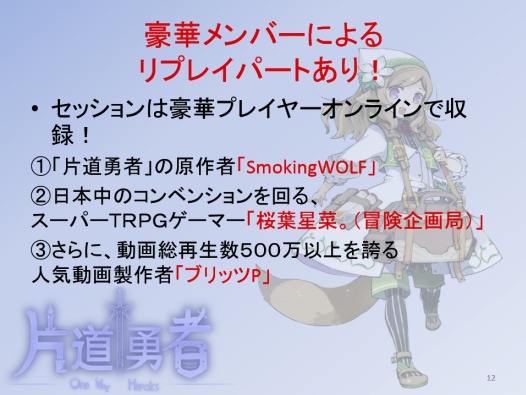 豪華メンバーによる
リプレイパートあり！
• セッションは豪華プレイヤーオンラインで収
録！
①「片道勇者」の原作者「SmokingWOLF」
②日本中のコンベンションを回る、
スーパーTRPGゲーマー「桜葉星菜。（冒険企画局）」
③さらに、動画総再生数５００万以上を誇る
人気動画製作者「ブリッツP」
片道勇者
One Way Heroics
12